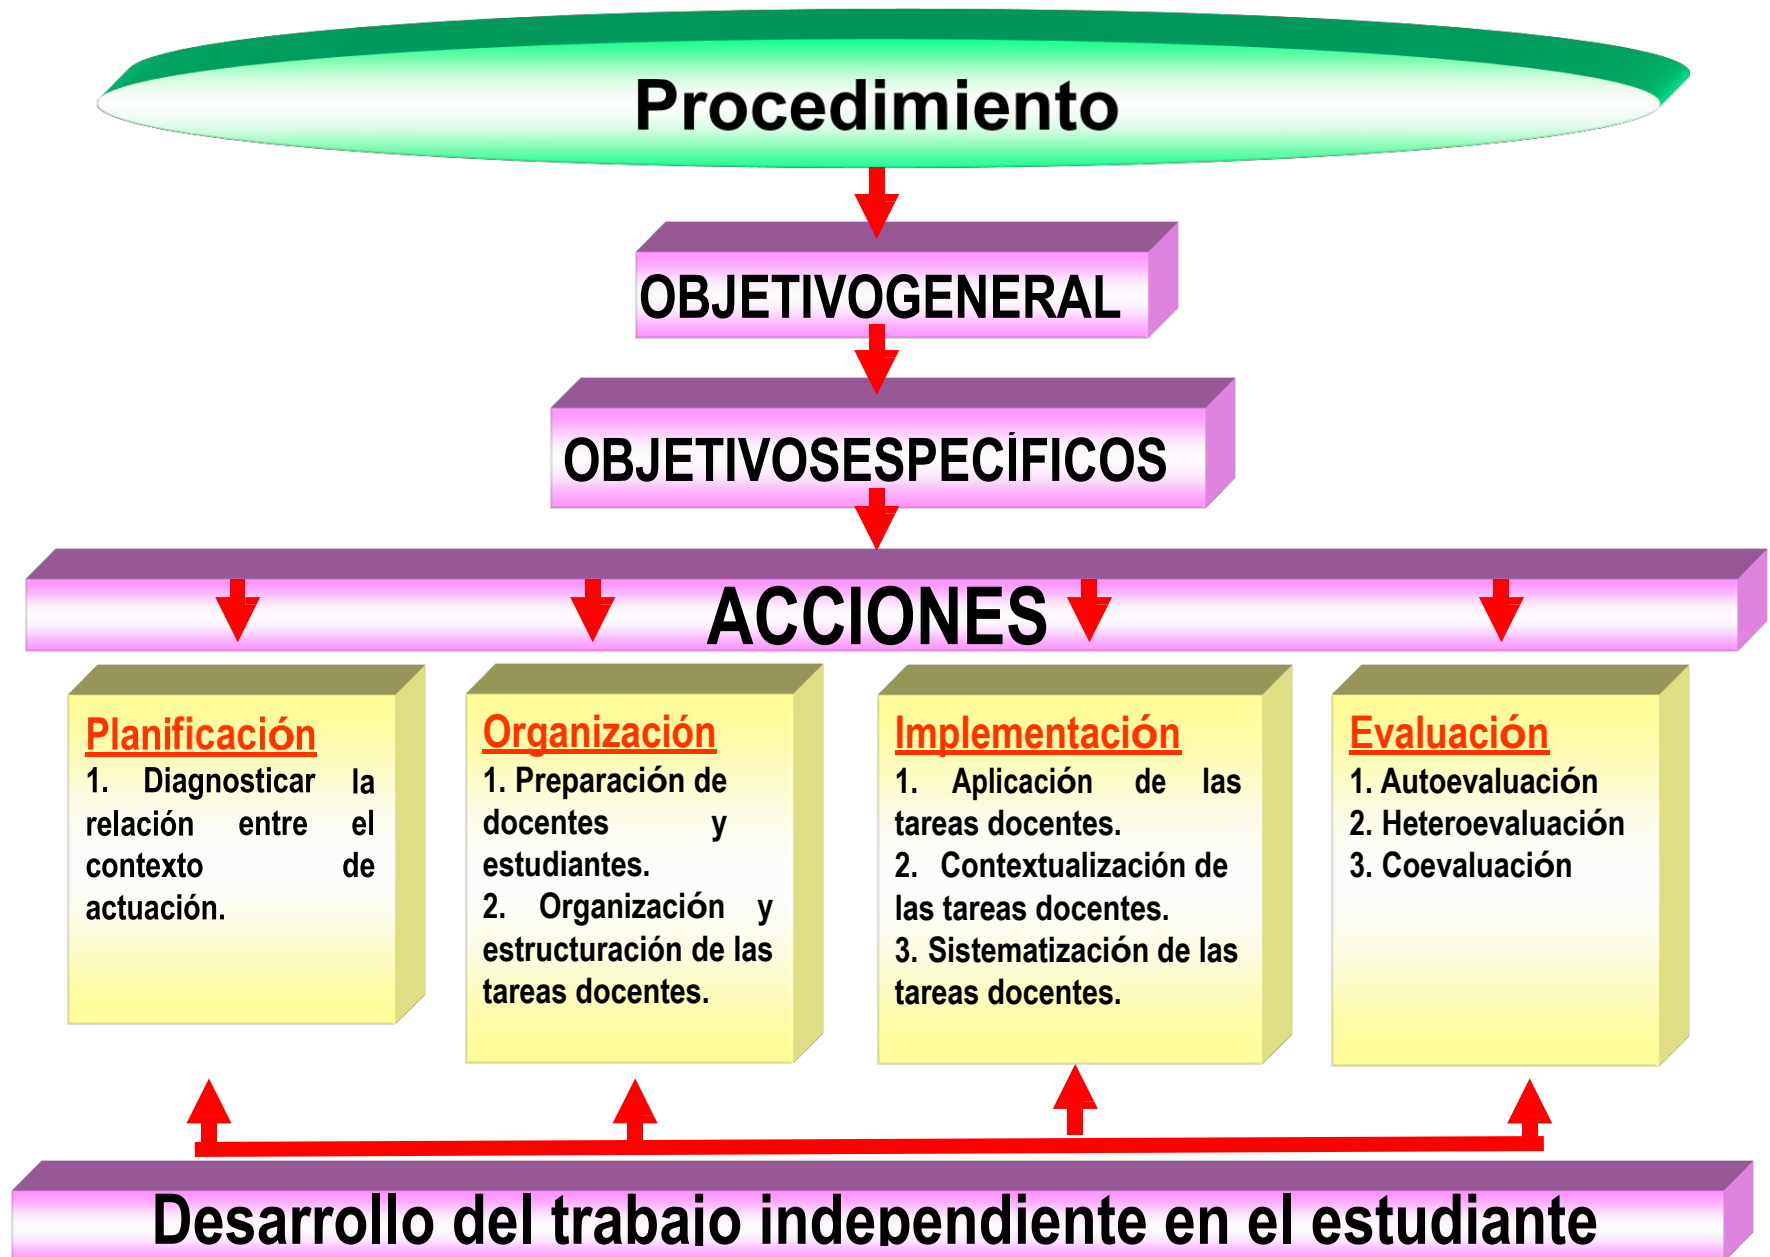 Procedimiento
OBJETIVOGENERAL
OBJETIVOSESPECÍFICOS
ACCIONES
Planificación
1. Diagnosticar la
relación entre el
contexto de
actuación.
Organización
1. Preparación de
docentes y
estudiantes.
2. Organización y
estructuración de las
tareas docentes.
Implementación
1. Aplicación de las
tareas docentes.
2. Contextualización de
las tareas docentes.
3. Sistematización de las
tareas docentes.
Evaluación
1. Autoevaluación
2. Heteroevaluación
3. Coevaluación
Desarrollo del trabajo independiente en el estudiante